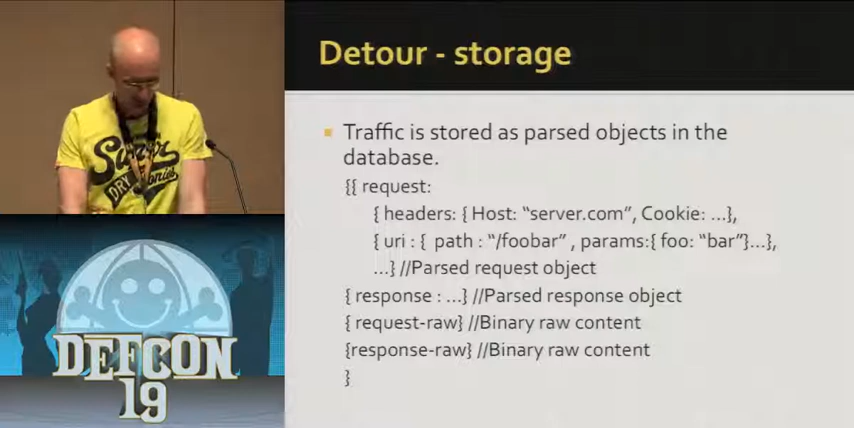 Detour - storage
Traffic is stored as parsed objects in the
database.
{{ request:
{ headers: { Host: “server.com”, Cookie: ...},
{ uri : { path : “/foobar” , params:{ foo: “bar”}...},
...} //Parsed request object
{ response : ...} //Parsed response object
{ request-raw} //Binary raw content
{response-raw} //Binary raw content
}
DRY
DEFCON
19